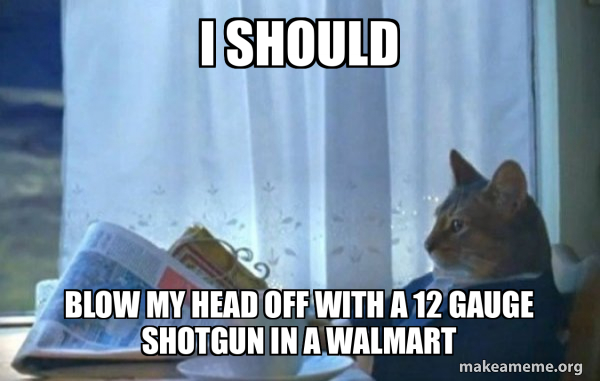 I SHOULD
BLOW MY HEAD OFF WITH A 12 GAUGE
SHOTGUN IN A WALMART
makeameme.org